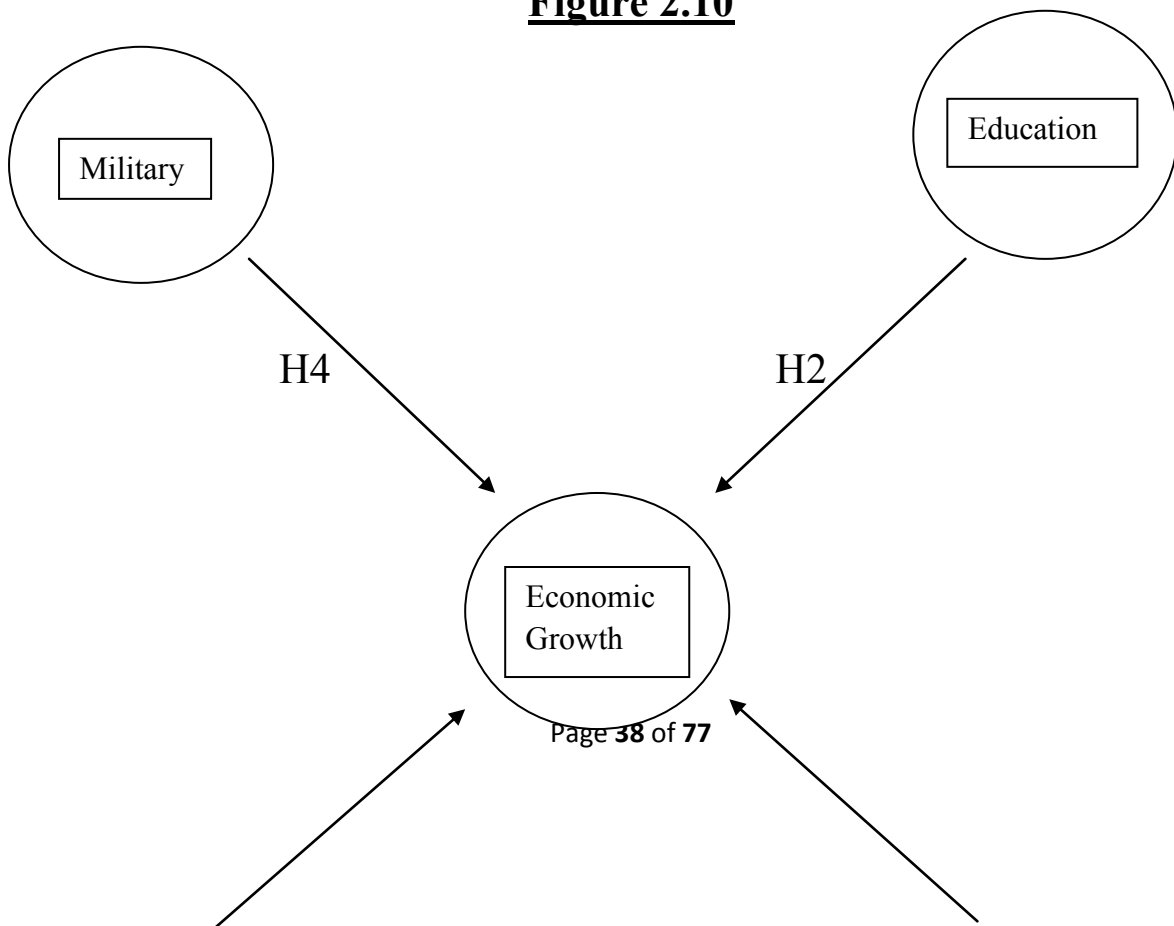 Figure 2.10
Education
Military
H4
H2
Economic
Growth
Page 38 of 77